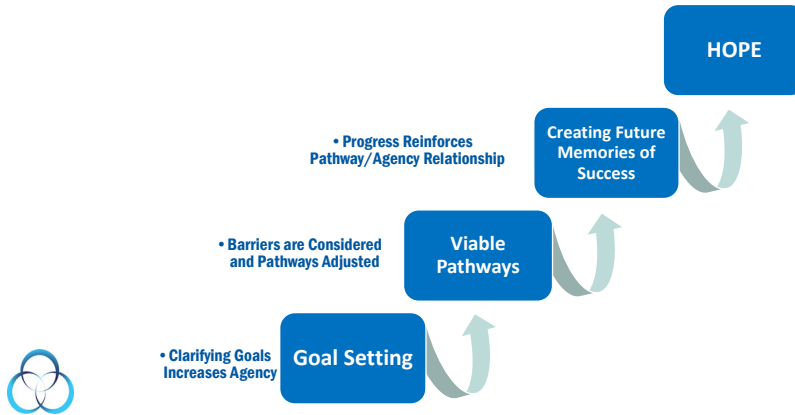 HOPE
• Progress Reinforces
Pathway/Agency Relationship
Creating Future
Memories of
Success
• Barriers are Considered
and Pathways Adjusted
Viable
Pathways
• Clarifying Goals
Increases Agency
Goal Setting